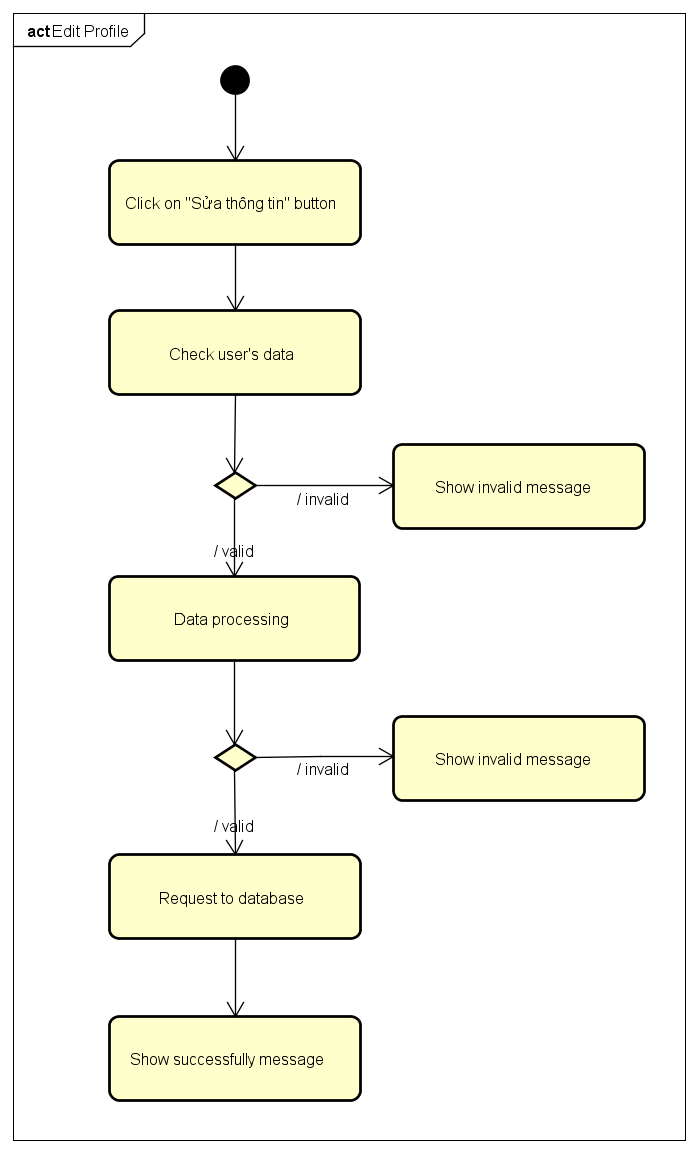 act Edit Profile
Click on "Sửa thông tin" button
Check user's data
/ invalid
Show invalid message
/ valid
Data processing
/ invalid
Show invalid message
/ valid
Request to database
Show successfully message